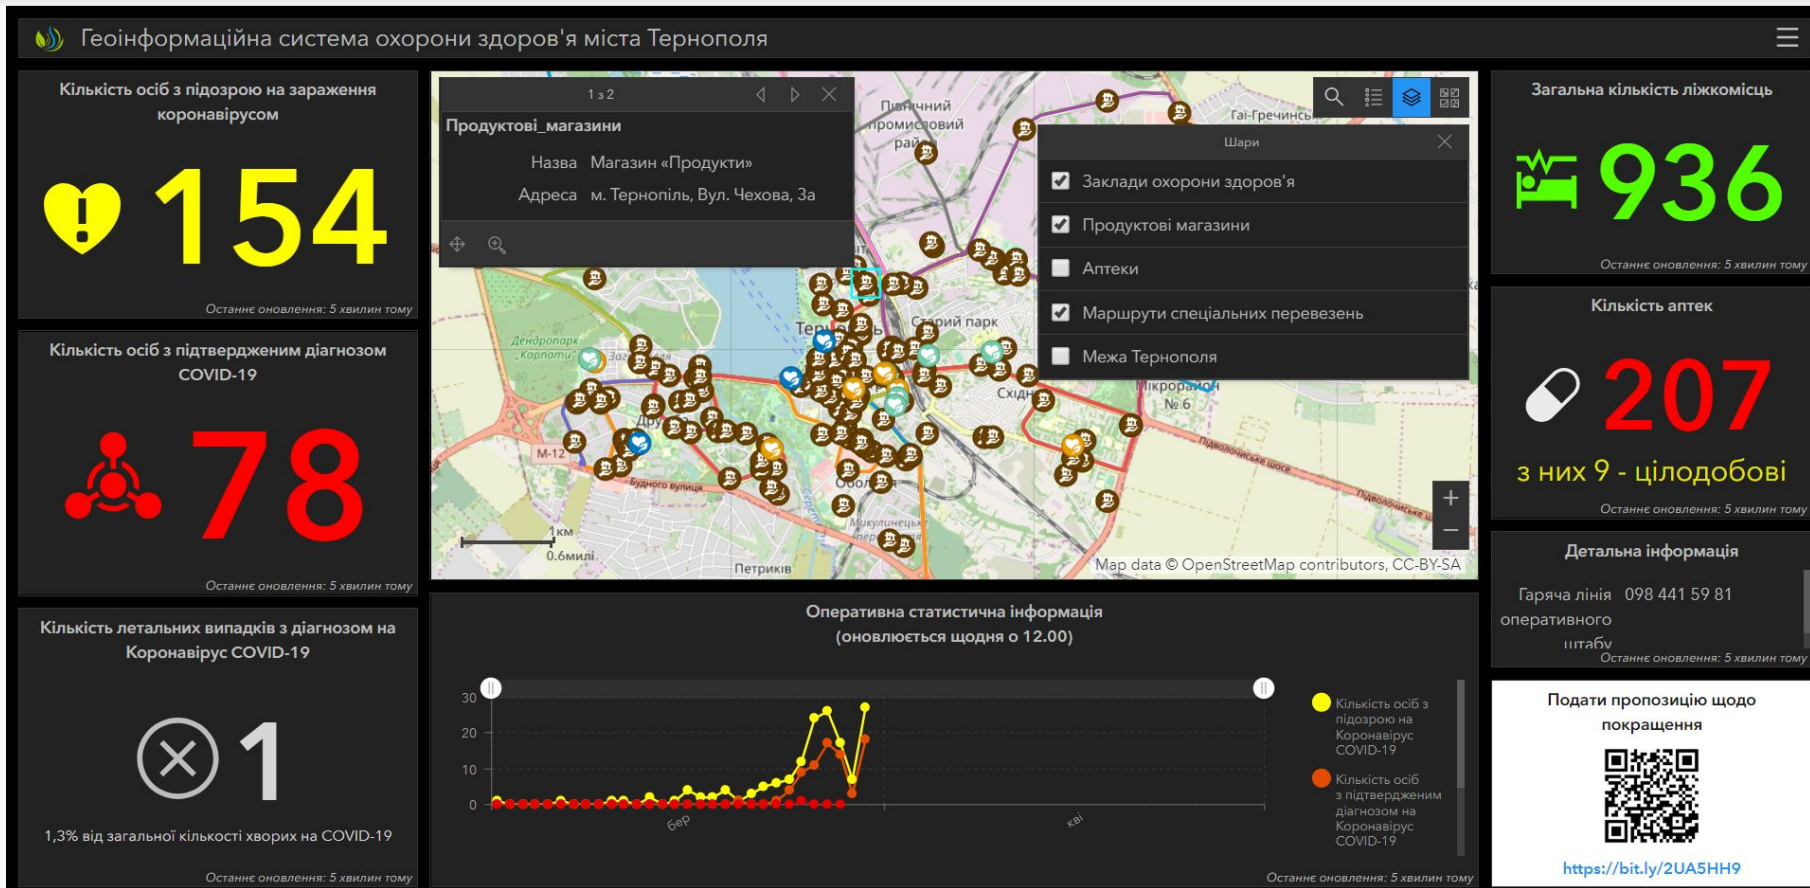 Геоінформаційна система охорони здоров'я міста Тернополя
Кількість осіб з підозрою на зараження
коронавірусом
154
Останнє оновлення: 5 хвилин тому
Кількість осіб з підтвердженим діагнозом
COVID-19
78
Останнє оновлення: 5 хвилин тому
Кількість летальних випадків з діагнозом на
Коронавірус COVID-19
1
1,3% від загальної кількості хворих на COVID-19
Останнє оновлення: 5 хвилин тому
1 з 2
Продуктові_магазини
Назва Магазин «Продукти»
Адреса м. Тернопіль, Вул. Чехова, 3а
Північний
промисловий
Гаї-Гречинсь
Шари
Заклади охорони здоров'я
Продуктові магазини
Аптеки
Маршрути спеціальних перевезень
Межа Тернополя
Старий парк
Дендропарк
"Карпати"
Мікрорайон
№ 6
М-12
Будного вулиця
Підволочиське шосе
Микулинецьке
Петриків
1км
0.6милі
Map data © OpenStreetMap contributors, CC-BY-SA
Оперативна статистична інформація
(оновлюється щодня о 12.00)
30
20
10
0
бер
кві
Кількість осіб з
підозрою на
Коронавірус
COVID-19
Кількість осіб
з підтвердженим
діагнозом на
Коронавірус
COVID-19
Останнє оновлення: 5 хвилин тому
Загальна кількість ліжкомісць
936
Останнє оновлення: 5 хвилин тому
Кількість аптек
207
з них 9 - цілодобові
Останнє оновлення: 5 хвилин тому
Детальна інформація
Гаряча лінія 098 441 59 81
оперативного
штабу
Останнє оновлення: 5 хвилин тому
Подати пропозицію щодо
покращення
https://bit.ly/2UA5HH9